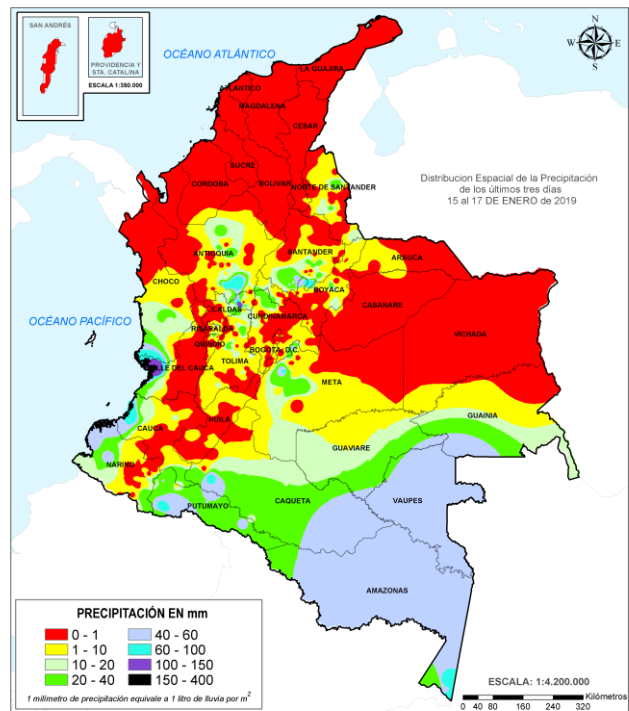 SAN ANDRÉS
PROVIDENCIA Y
STA. CATALINA
ESCALA 1:350.000
OCÉANO ATLÁNTICO
N
W
E
S
LA GUAJIRA
ATLANTICO
MAGDALENA
CESAR
SUCRE
CORDOBA
BOLIVAR
NORTE DE SANTANDER
Distribucion Espacial de la Precipitación
de los últimos tres días
15 al 17 DE ENERO de 2019
ANTIOQUIA
SANTANDER
ARAUCA
CHOCO
BOYACA
CASANARE
CALDAS
CUNDINAMARCA
VICHADA
OCÉANO PACÍFICO
RISARALDA
QUINDIO
BOGOTA, D.C.
TOLIMA
VALLE DEL CAUCA
META
GUAINIA
HUILA
CAUCA
GUAVIARE
NARIÑO
CAQUETA
VAUPES
PUTUMAYO
AMAZONAS
PRECIPITACIÓN EN mm
0 - 1
1 - 10
10 - 20
20 - 40
40 - 60
60 - 100
100 - 150
150 - 400
1 milímetro de precipitación equivale a 1 litro de lluvia por m²
ESCALA: 1:4.200.000
Kilómetros
0 40 80 160 240 320